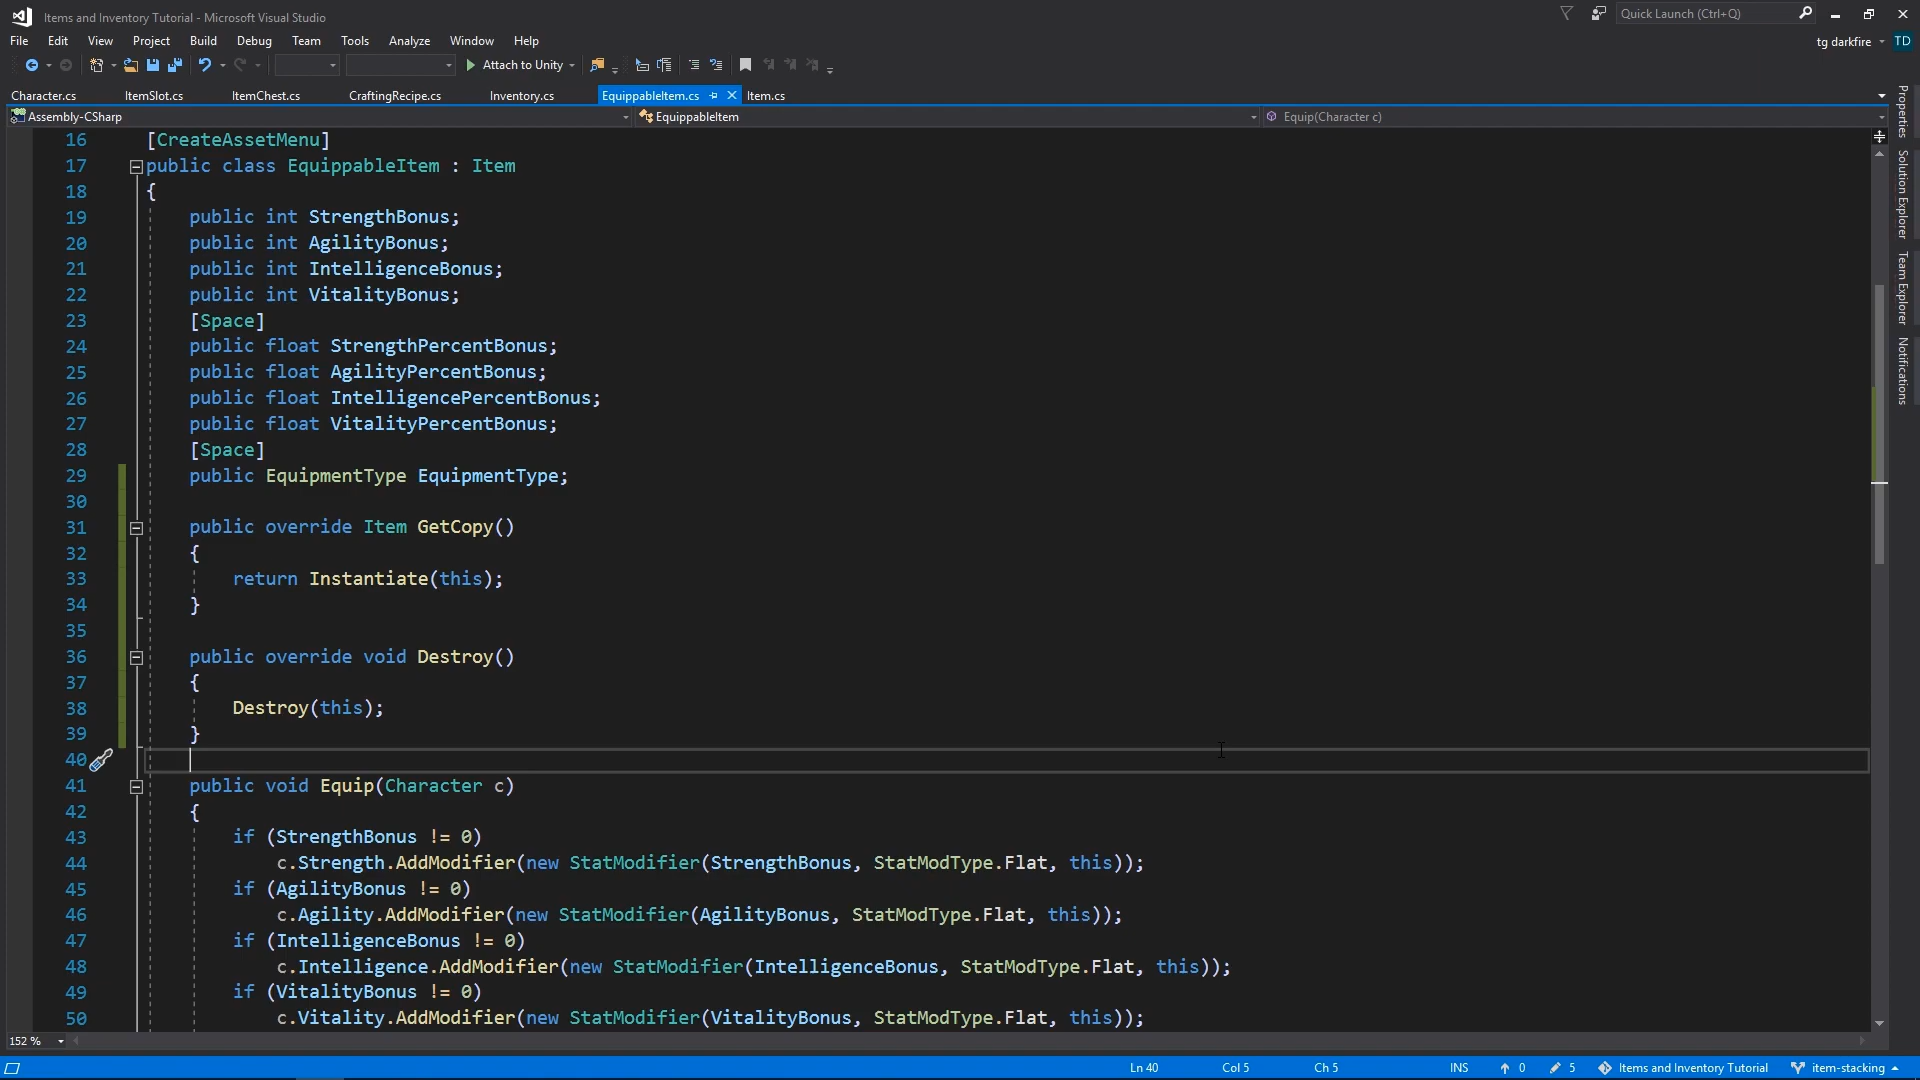 Items and Inventory Tutorial - Microsoft Visual Studio
Quick Launch (Ctrl+Q)
File Edit View Project Build Debug Team Tools Analyze Window Help
tg darkfire TD
Attach to Unity
Character.cs ItemSlot.cs ItemChest.cs CraftingRecipe.cs Inventory.cs EquippableItem.cs Item.cs
Assembly-CSharp EquippableItem Equip(Character c)
16 [CreateAssetMenu]
17 public class EquippableItem : Item
18 {
19 public int StrengthBonus;
20 public int AgilityBonus;
21 public int IntelligenceBonus;
22 public int VitalityBonus;
23 [Space]
24 public float StrengthPercentBonus;
25 public float AgilityPercentBonus;
26 public float IntelligencePercentBonus;
27 public float VitalityPercentBonus;
28 [Space]
29 public EquipmentType EquipmentType;
30
31 public override Item GetCopy()
32 {
33 return Instantiate(this);
34 }
35
36 public override void Destroy()
37 {
38 Destroy(this);
39 }
40
41 public void Equip(Character c)
42 {
43 if (StrengthBonus != 0)
44 c.Strength.AddModifier(new StatModifier(StrengthBonus, StatModType.Flat, this));
45 if (AgilityBonus != 0)
46 c.Agility.AddModifier(new StatModifier(AgilityBonus, StatModType.Flat, this));
47 if (IntelligenceBonus != 0)
48 c.Intelligence.AddModifier(new StatModifier(IntelligenceBonus, StatModType.Flat, this));
49 if (VitalityBonus != 0)
50 c.Vitality.AddModifier(new StatModifier(VitalityBonus, StatModType.Flat, this));
Properties
Solution Explorer
Team Explorer
Notifications
152 %
Ln 40 Col 5 Ch 5 INS 0 5 Items and Inventory Tutorial item-stacking